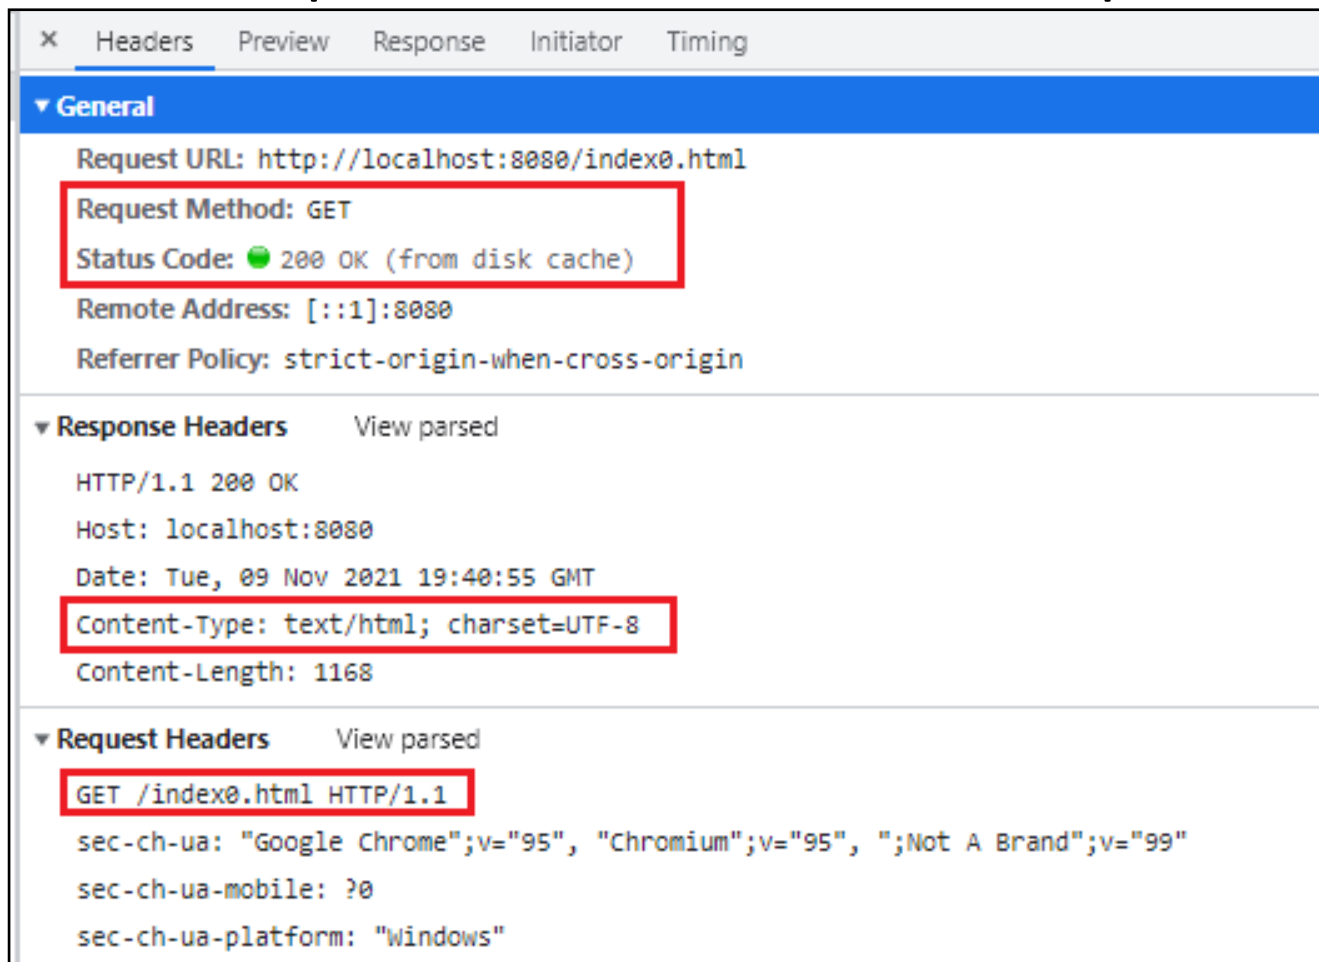 × Headers Preview Response Initiator Timing
▼ General
Request URL: http://localhost:8080/index0.html
Request Method: GET
Status Code: 200 OK (from disk cache)
Remote Address: [::1]:8080
Referrer Policy: strict-origin-when-cross-origin
▼ Response Headers View parsed
HTTP/1.1 200 OK
Host: localhost:8080
Date: Tue, 09 Nov 2021 19:40:55 GMT
Content-Type: text/html; charset=UTF-8
Content-Length: 1168
▼ Request Headers View parsed
GET /index0.html HTTP/1.1
sec-ch-ua: "Google Chrome";v="95", "Chromium";v="95", ";Not A Brand";v="99"
sec-ch-ua-mobile: ?0
sec-ch-ua-platform: "Windows"